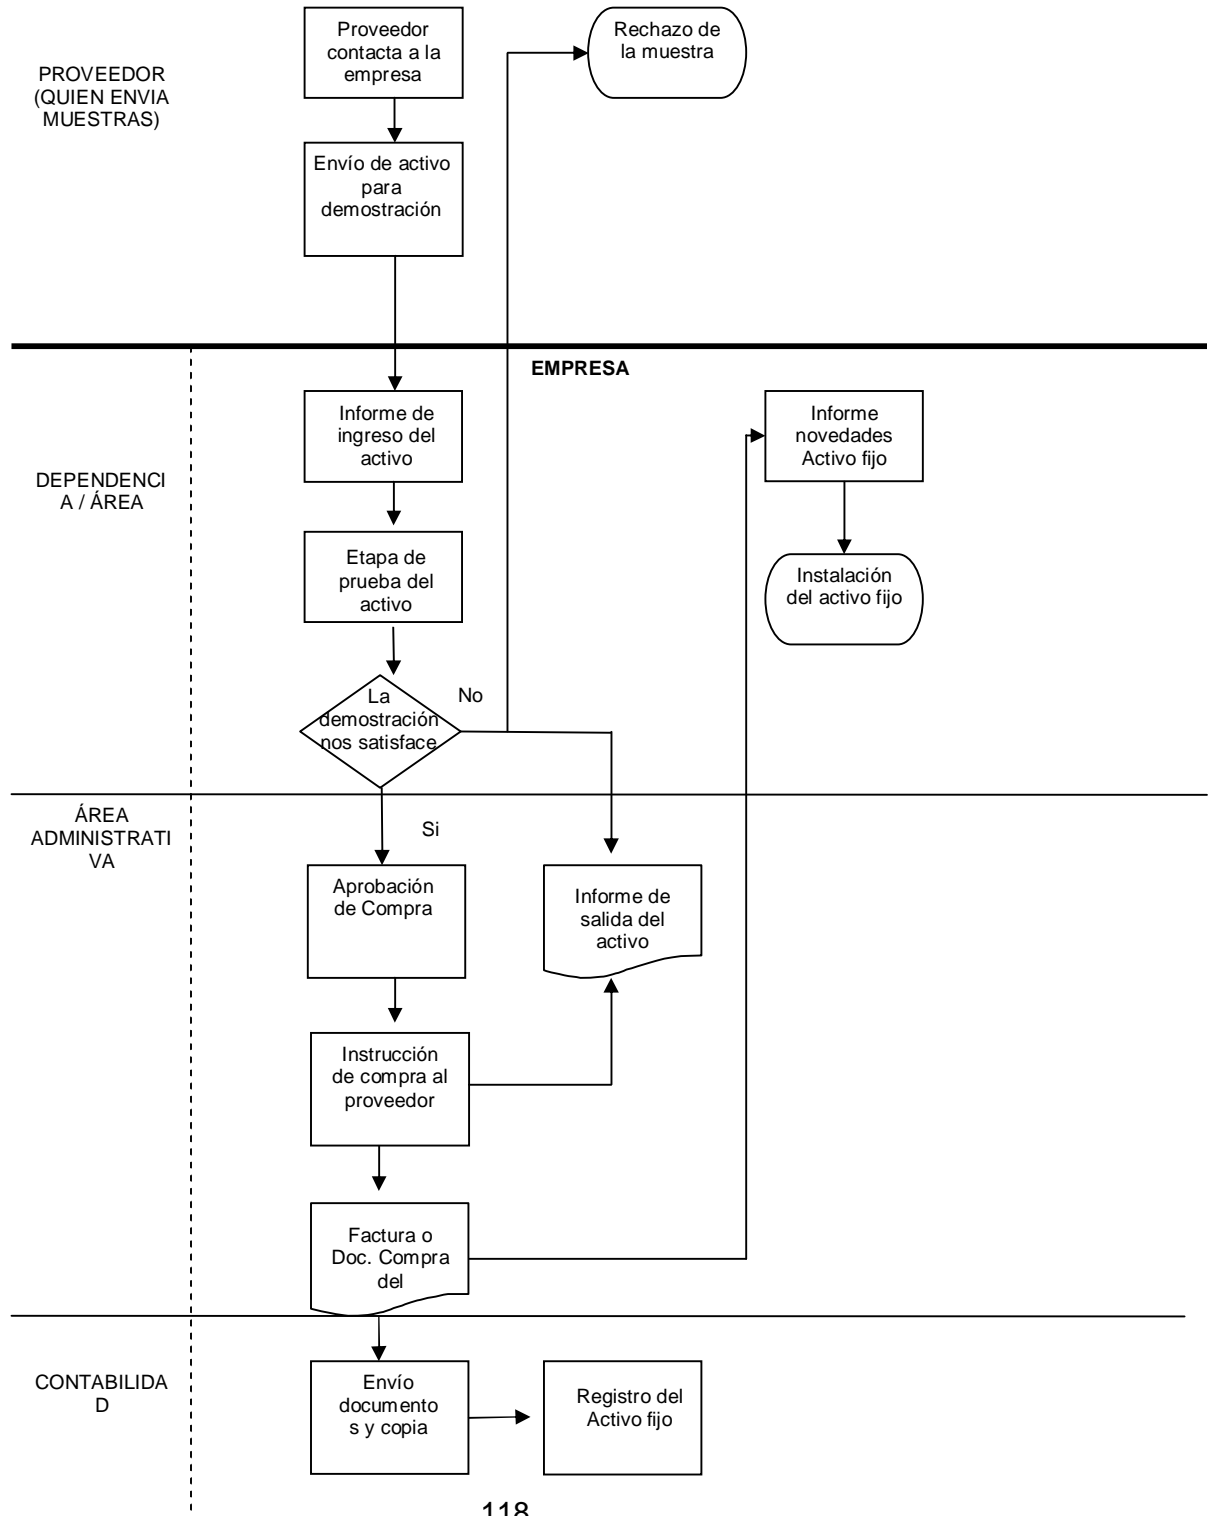 Proveedor
contacta a la
empresa
Rechazo de
la muestra
PROVEEDOR
(QUIEN ENVIA
MUESTRAS)
Envío de activo
para
demostración
EMPRESA
Informe de
ingreso del
activo
Informe
novedades
Activo fijo
DEPENDENCI
A / ÁREA
Etapa de
prueba del
activo
Instalación
del activo fijo
La
demostración
nos satisface
No
ÁREA
ADMINISTRATI
VA
Si
Aprobación
de Compra
Informe de
salida del
activo
Instrucción
de compra al
proveedor
Factura o
Doc. Compra
del
CONTABILIDA
D
Envío
documento
s y copia
Registro del
Activo fijo
118